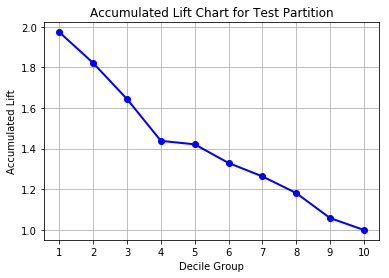 Accumulated Lift Chart for Test Partition
Accumulated Lift
2.0
1.8
1.6
1.4
1.2
1.0
1 2 3 4 5 6 7 8 9 10
Decile Group